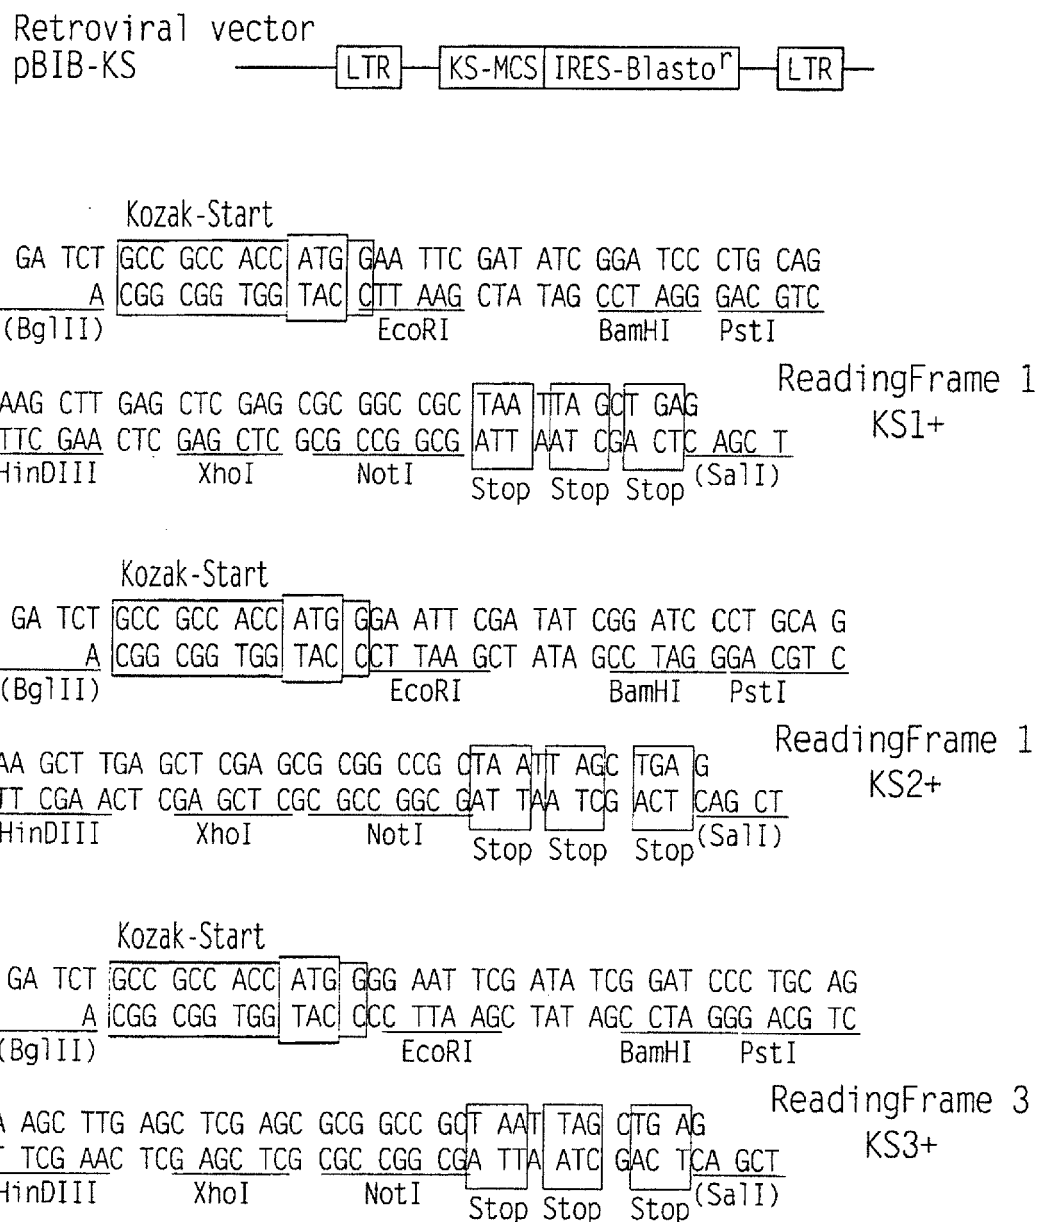 Retroviral vector
pBIB-KS
LTR KS-MCS IRES-Blastoʳ LTR
Kozak-Start
GA TCT GCC GCC ACC ATG GAA TTC GAT ATC GGA TCC CTG CAG
A CGG CGG TGG TAC CTT AAG CTA TAG CCT AGG GAC GTC
(BglII) EcoRI BamHI PstI
ReadingFrame 1
KS1+
AAG CTT GAG CTC GAG CGC GGC CGC TAA TTA GCT GAG
TTC GAA CTC GAG CTC GCG CCG GCG ATT AAT CGA CTC AGC T
HinDIII XhoI NotI Stop Stop Stop (SalI)
Kozak-Start
GA TCT GCC GCC ACC ATG GGA ATT CGA TAT CGG ATC CCT GCA G
A CGG CGG TGG TAC CCT TAA GCT ATA GCC TAG GGA CGT C
(BglII) EcoRI BamHI PstI
ReadingFrame 1
KS2+
AA GCT TGA GCT CGA GCG CGG CCG CTA ATT AGC TGA G
TT CGA ACT CGA GCT CGC GCC GGC GAT TAA TCG ACT CAG CT
HinDIII XhoI NotI Stop Stop Stop (SalI)
Kozak-Start
GA TCT GCC GCC ACC ATG GGG AAT TCG ATA TCG GAT CCC TGC AG
A CGG CGG TGG TAC CCC TTA AGC TAT AGC CTA GGG ACG TC
(BglII) EcoRI BamHI PstI
ReadingFrame 3
KS3+
A AGC TTG AGC TCG AGC GCG GCC GCT AAT TAG CTG AG
T TCG AAC TCG AGC TCG CGC CGG CGA TTA ATC GAC TCA GCT
HinDIII XhoI NotI Stop Stop Stop (SalI)